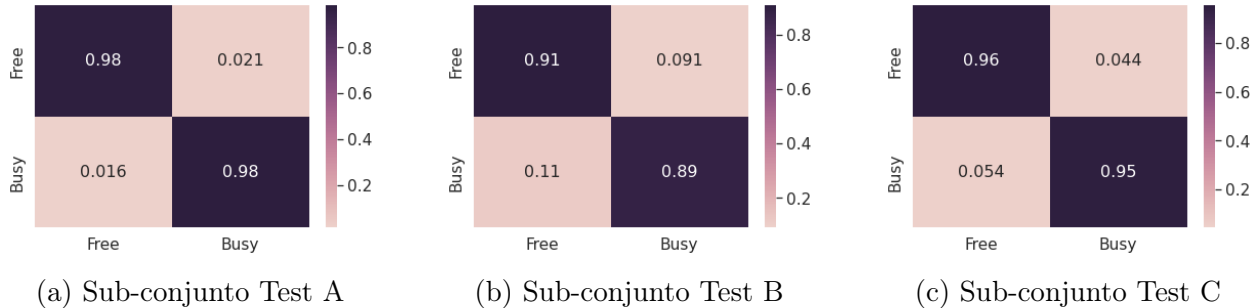 Free
0.98
0.021
Busy
0.016
0.98
Free
Busy
0.8
0.6
0.4
0.2
(a) Sub-conjunto Test A
Free
0.91
0.091
Busy
0.11
0.89
Free
Busy
0.8
0.6
0.4
0.2
(b) Sub-conjunto Test B
Free
0.96
0.044
Busy
0.054
0.95
Free
Busy
0.8
0.6
0.4
0.2
(c) Sub-conjunto Test C